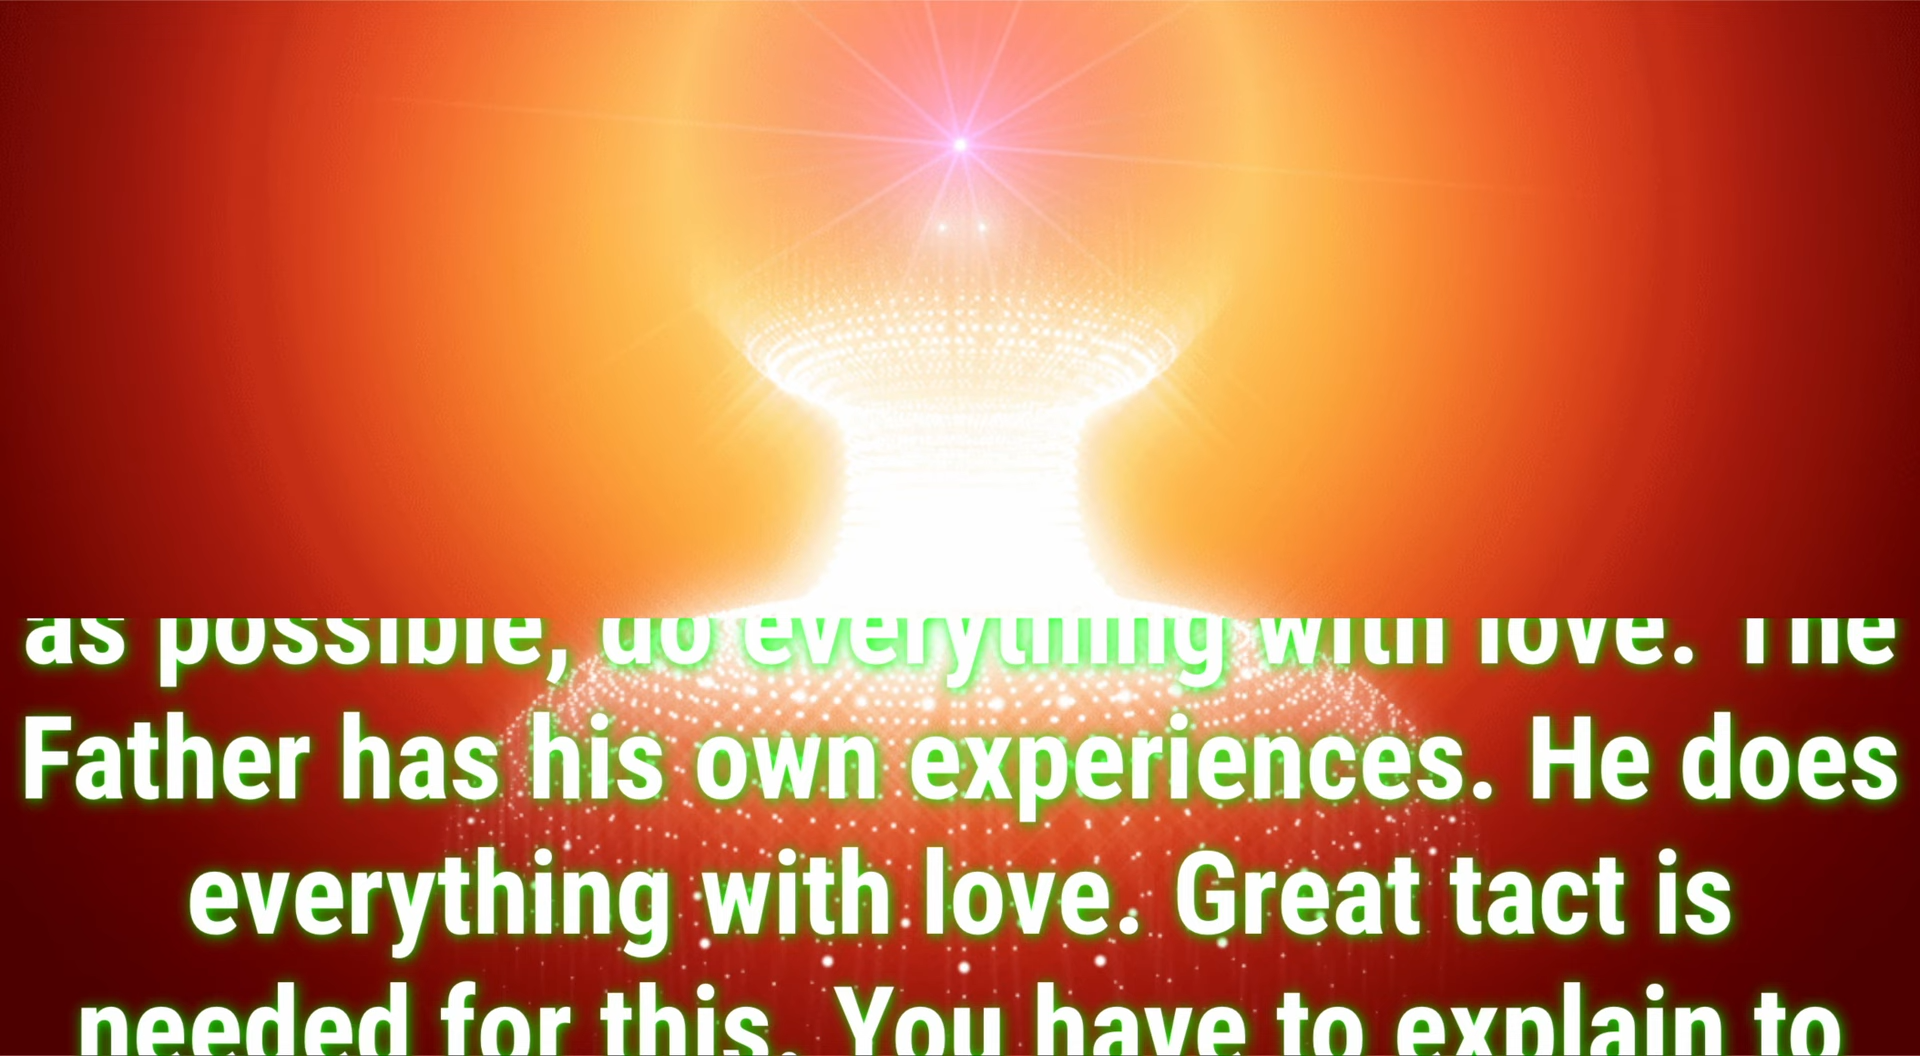 as possible, do everything with love. The
Father has his own experiences. He does
everything with love. Great tact is
needed for this. You have to explain to